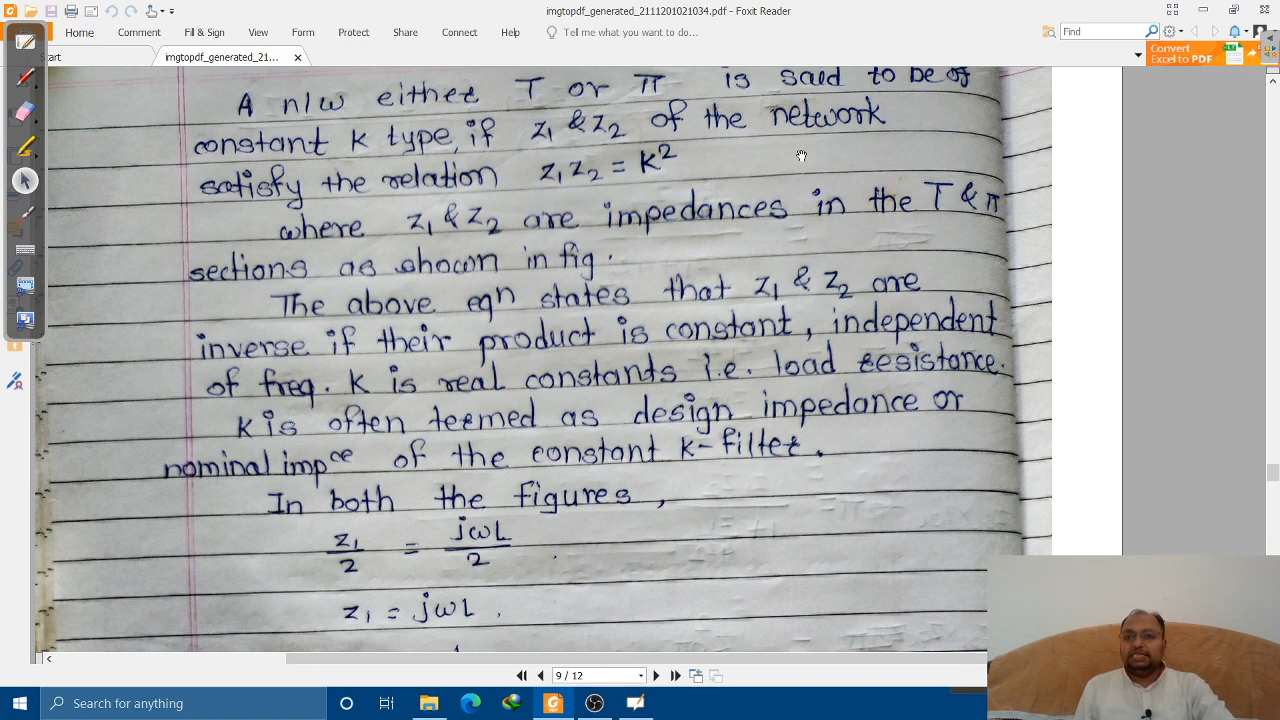 imgtopdf_generated_2111201021034.pdf - Foxit Reader
Home Comment Fill & Sign View Form Protect Share Connect Help Tell me what you want to do... Find
Start imgtopdf_generated_21... Convert
Excel to PDF
A n/w either T or π is said to be of
constant K type, if z1 & z2 of the network
satisfy the relation z1 z2 = K²
where z1 & z2 are impedances in the T & π
sections as shown in fig.
The above eqn states that z1 & z2 are
inverse if their product is constant, independent
of freq. K is real constants i.e. load resistance.
K is often termed as design impedance or
nominal impce of the constant K-filter.
In both the figures,
z1/2 = jωL/2
z1 = jωL.
9 / 12
Search for anything